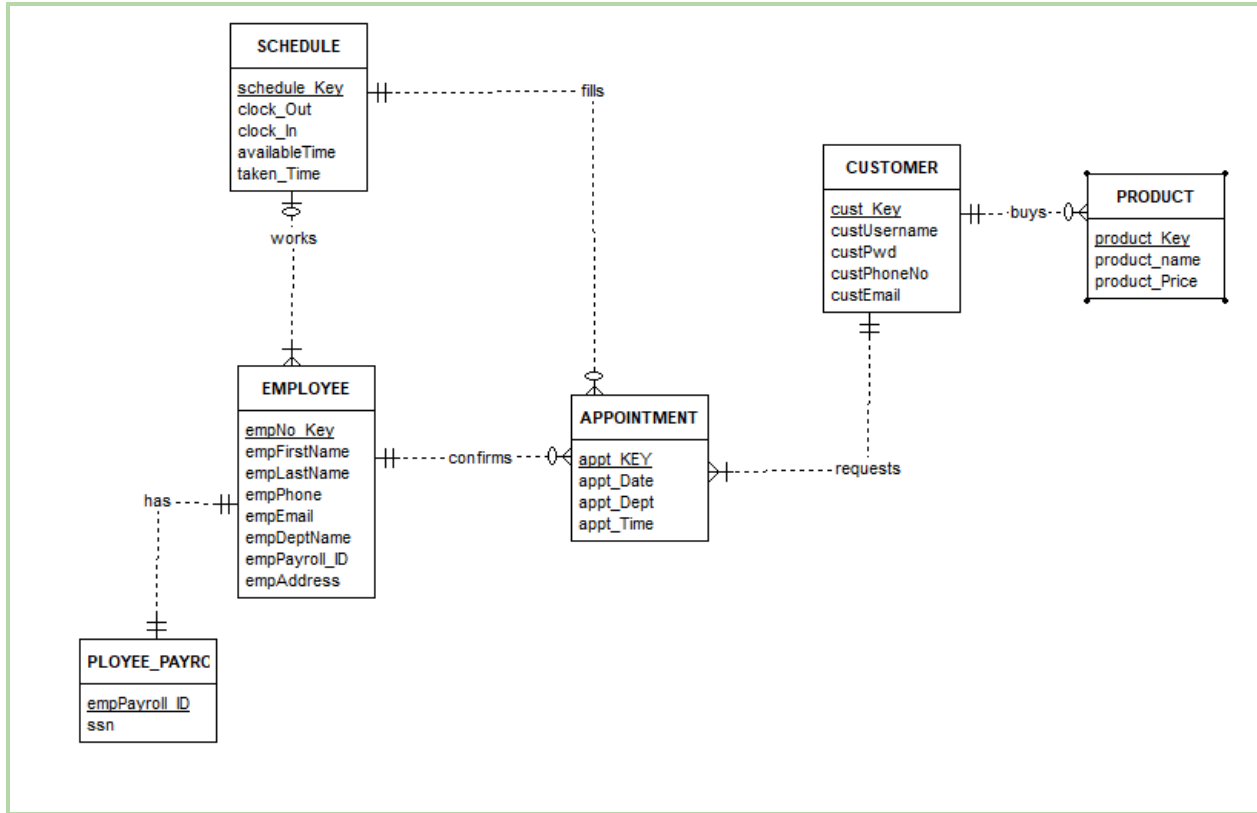 SCHEDULE
schedule_Key
clock_Out
clock_In
availableTime
taken_Time
fills
works
CUSTOMER
cust_Key
custUsername
custPwd
custPhoneNo
custEmail
buys
PRODUCT
product_Key
product_name
product_Price
EMPLOYEE
empNo_Key
empFirstName
empLastName
empPhone
empEmail
empDeptName
empPayroll_ID
empAddress
confirms
APPOINTMENT
appt_KEY
appt_Date
appt_Dept
appt_Time
requests
has
PLOYEE_PAYRC
empPayroll_ID
ssn